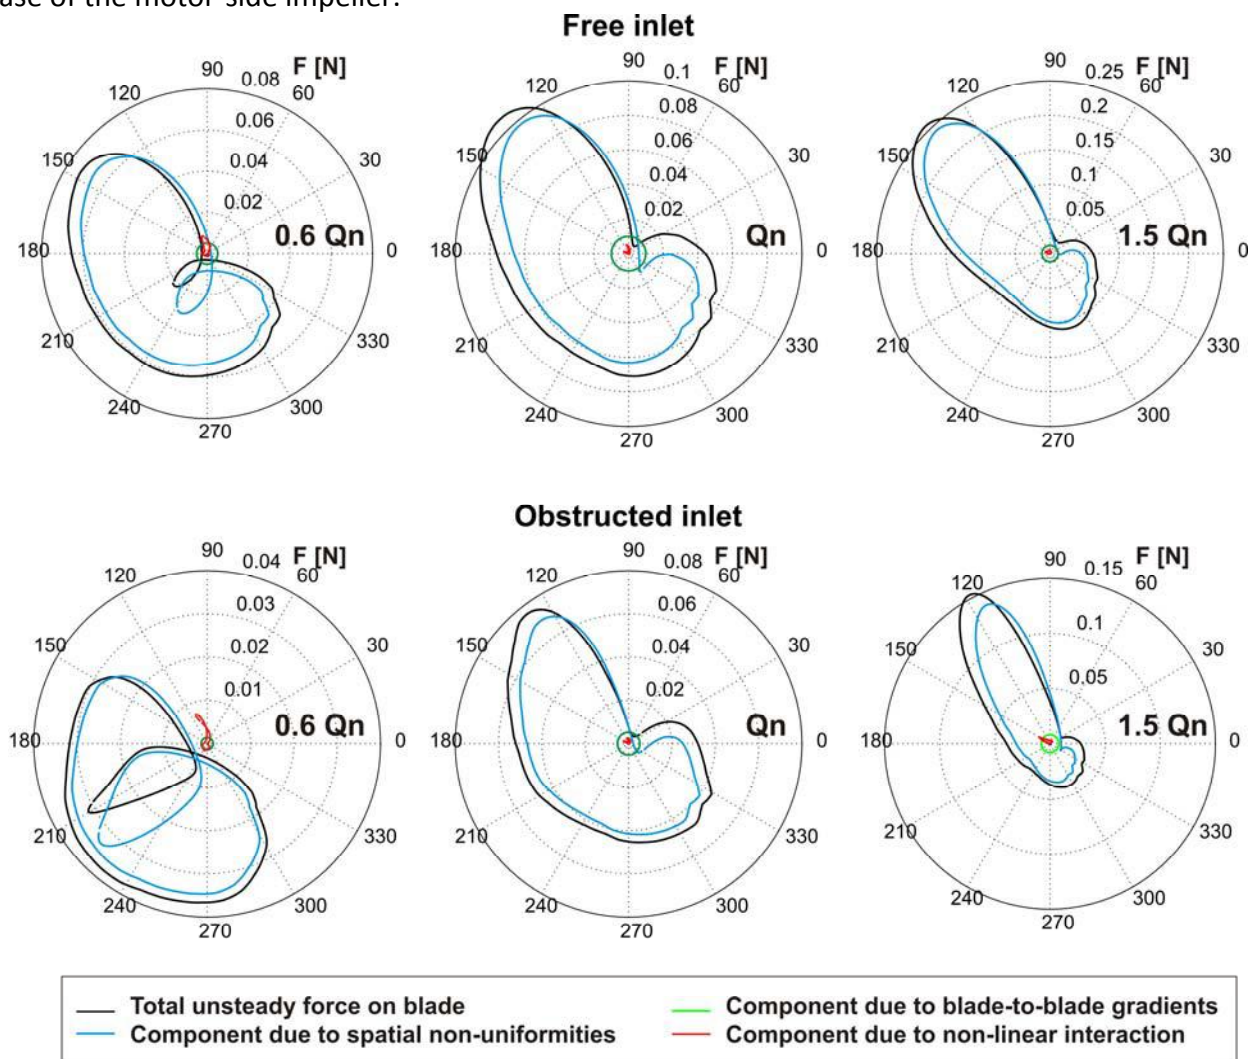 ase of the motor-side impeller.
Free inlet
90 0.08 F [N]
120 60
0.06
150 0.04 30
0.02
180 0.6 Qn 0
210 330
240 300
270
90 0.1 F [N]
120 0.08 60
0.06
150 0.04 30
0.02
180 Qn 0
210 330
240 300
270
90 0.25 F [N]
120 0.2 60
0.15
150 0.1 30
0.05
180 1.5 Qn 0
210 330
240 300
270
Obstructed inlet
90 0.04 F [N]
120 60
0.03
150 0.02 30
0.01
180 0.6 Qn 0
210 330
240 300
270
90 0.08 F [N]
120 60
0.06
150 0.04 30
0.02
180 Qn 0
210 330
240 300
270
90 0.15 F [N]
120 60
0.1
150 0.05 30
180 1.5 Qn 0
210 330
240 300
270
Total unsteady force on blade
Component due to spatial non-uniformities
Component due to blade-to-blade gradients
Component due to non-linear interaction